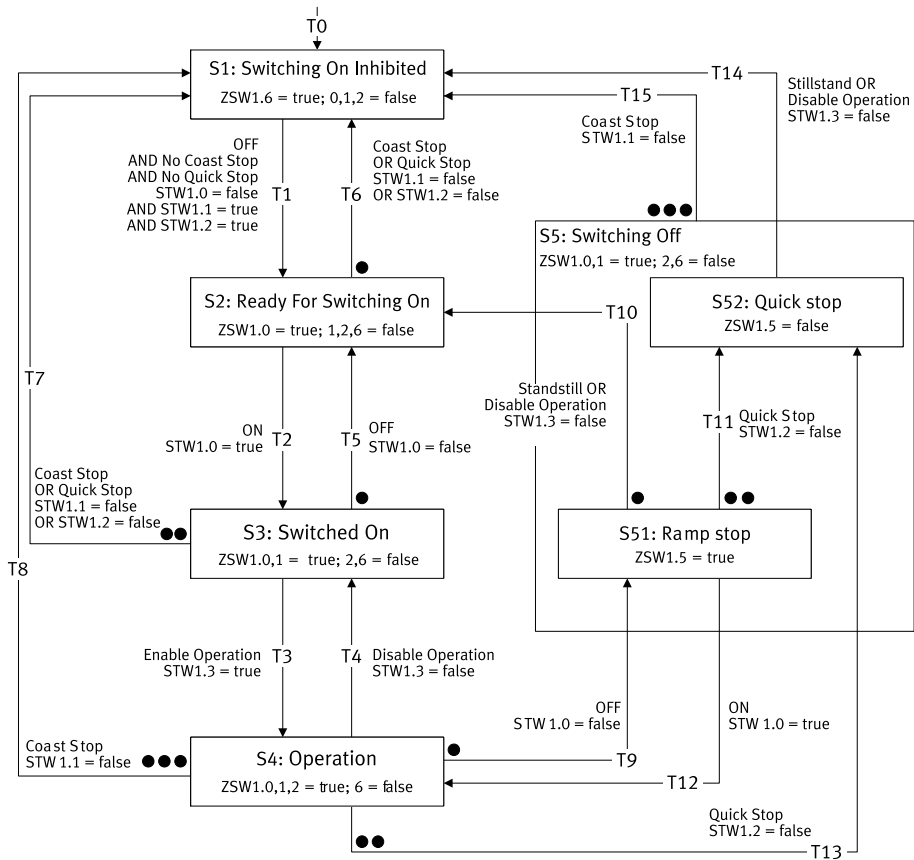 T0
S1: Switching On Inhibited
ZSW1.6 = true; 0,1,2 = false
T14
T15
Stillstand OR
Disable Operation
STW1.3 = false
Coast Stop
STW1.1 = false
OFF
AND No Coast Stop
AND No Quick Stop
STW1.0 = false
AND STW1.1 = true
AND STW1.2 = true
T1
T6
Coast Stop
OR Quick Stop
STW1.1 = false
OR STW1.2 = false
S5: Switching Off
ZSW1.0,1 = true; 2,6 = false
S2: Ready For Switching On
ZSW1.0 = true; 1,2,6 = false
T10
S52: Quick stop
ZSW1.5 = false
T7
Standstill OR
Disable Operation
STW1.3 = false
T11
Quick Stop
STW1.2 = false
ON
STW1.0 = true
T2
T5
OFF
STW1.0 = false
Coast Stop
OR Quick Stop
STW1.1 = false
OR STW1.2 = false
S3: Switched On
ZSW1.0,1 = true; 2,6 = false
S51: Ramp stop
ZSW1.5 = true
T8
Enable Operation
STW1.3 = true
T3
T4
Disable Operation
STW1.3 = false
OFF
STW1.0 = false
ON
STW1.0 = true
Coast Stop
STW1.1 = false
S4: Operation
ZSW1.0,1,2 = true; 6 = false
T9
T12
Quick Stop
STW1.2 = false
T13